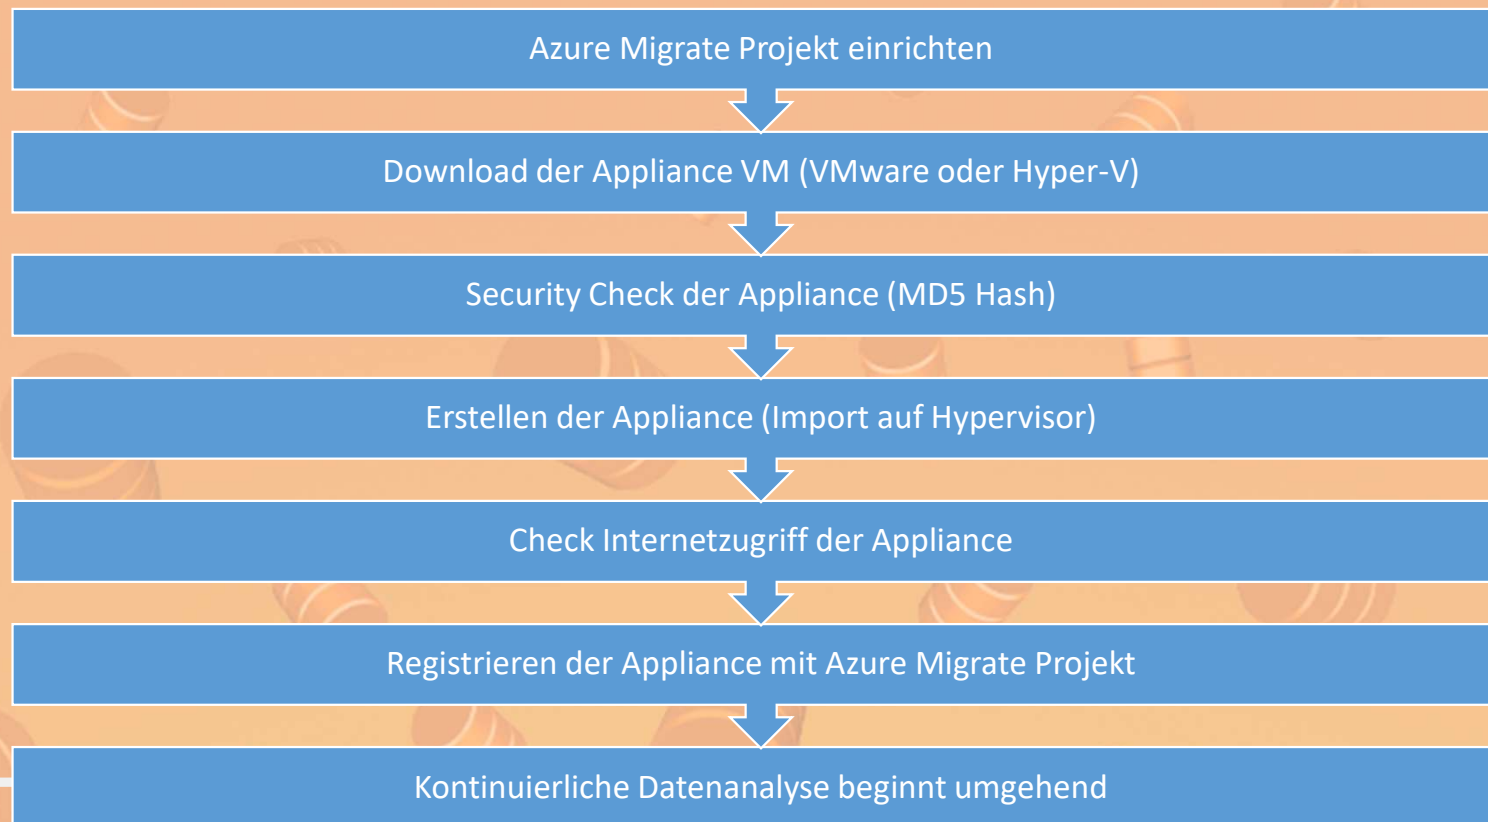 Azure Migrate Projekt einrichten
Download der Appliance VM (VMware oder Hyper-V)
Security Check der Appliance (MD5 Hash)
Erstellen der Appliance (Import auf Hypervisor)
Check Internetzugriff der Appliance
Registrieren der Appliance mit Azure Migrate Projekt
Kontinuierliche Datenanalyse beginnt umgehend